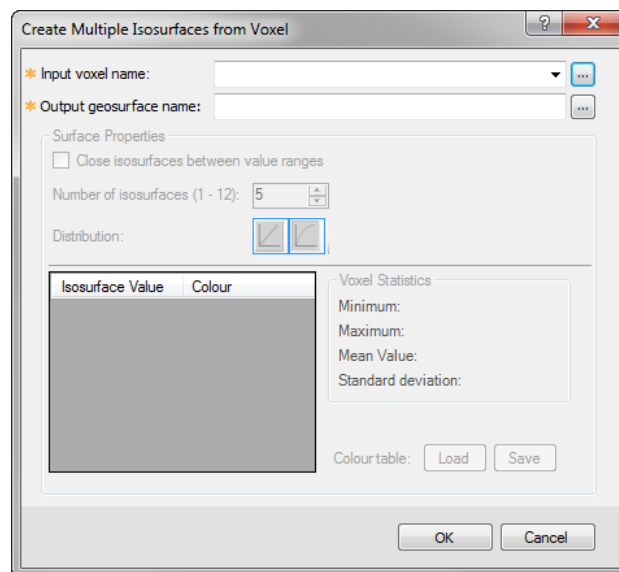 Create Multiple Isosurfaces from Voxel
* Input voxel name:
...
* Output geosurface name:
...
Surface Properties
Close isosurfaces between value ranges
Number of isosurfaces (1 - 12): 5
Distribution:
Isosurface Value Colour
Voxel Statistics
Minimum:
Maximum:
Mean Value:
Standard deviation:
Colour table: Load Save
OK Cancel